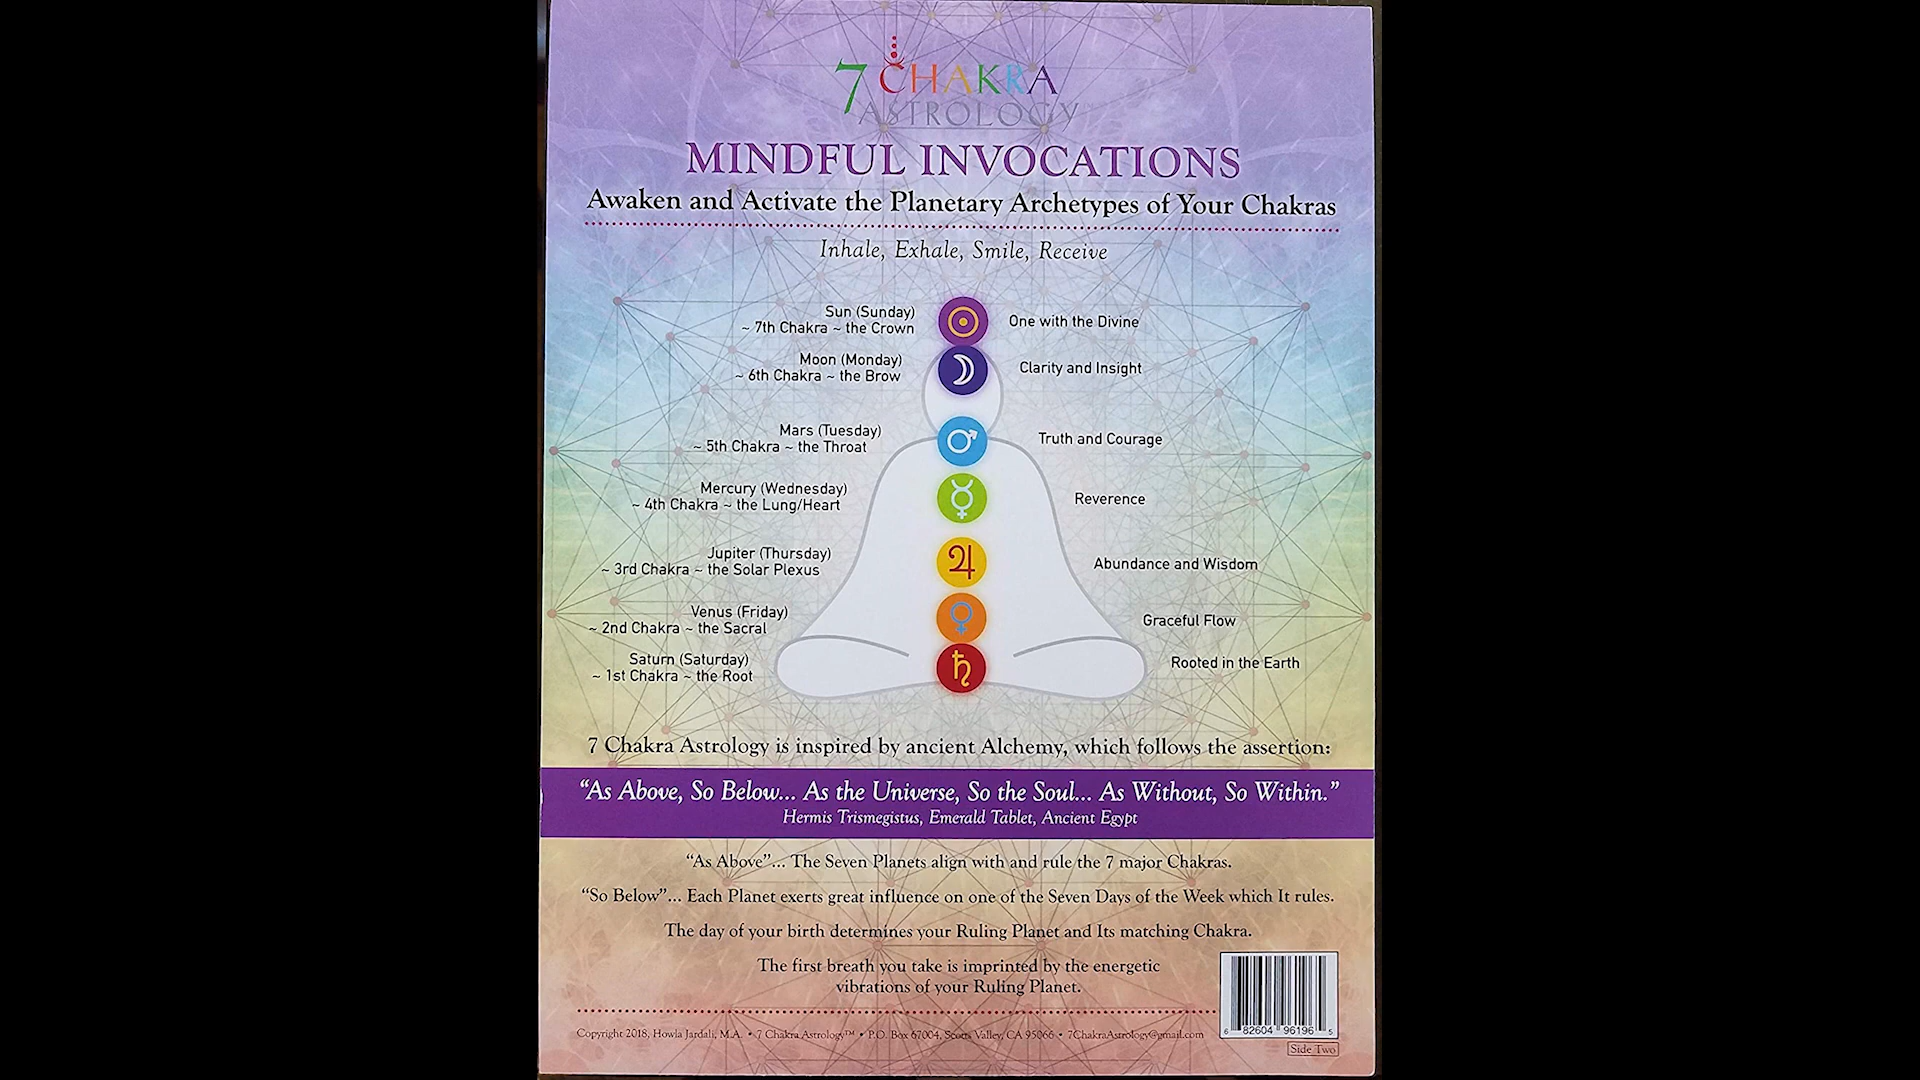 7 CHAKRA
ASTROLOGY
MINDFUL INVOCATIONS
Awaken and Activate the Planetary Archetypes of Your Chakras
Inhale, Exhale, Smile, Receive
Sun (Sunday)
~ 7th Chakra ~ the Crown
One with the Divine
Moon (Monday)
~ 6th Chakra ~ the Brow
Clarity and Insight
Mars (Tuesday)
~ 5th Chakra ~ the Throat
Truth and Courage
Mercury (Wednesday)
~ 4th Chakra ~ the Lung/Heart
Reverence
Jupiter (Thursday)
~ 3rd Chakra ~ the Solar Plexus
Abundance and Wisdom
Venus (Friday)
~ 2nd Chakra ~ the Sacral
Graceful Flow
Saturn (Saturday)
~ 1st Chakra ~ the Root
Rooted in the Earth
7 Chakra Astrology is inspired by ancient Alchemy, which follows the assertion:
“As Above, So Below... As the Universe, So the Soul... As Without, So Within.”
Hermis Trismegistus, Emerald Tablet, Ancient Egypt
“As Above”... The Seven Planets align with and rule the 7 major Chakras.
“So Below”... Each Planet exerts great influence on one of the Seven Days of the Week which It rules.
The day of your birth determines your Ruling Planet and Its matching Chakra.
The first breath you take is imprinted by the energetic
vibrations of your Ruling Planet.
6 82604 96196 5
Copyright 2018, Howla Jardali, M.A. • 7 Chakra Astrology™ • P.O. Box 67004, Scotts Valley, CA 95066 • 7ChakraAstrology@gmail.com
Side Two